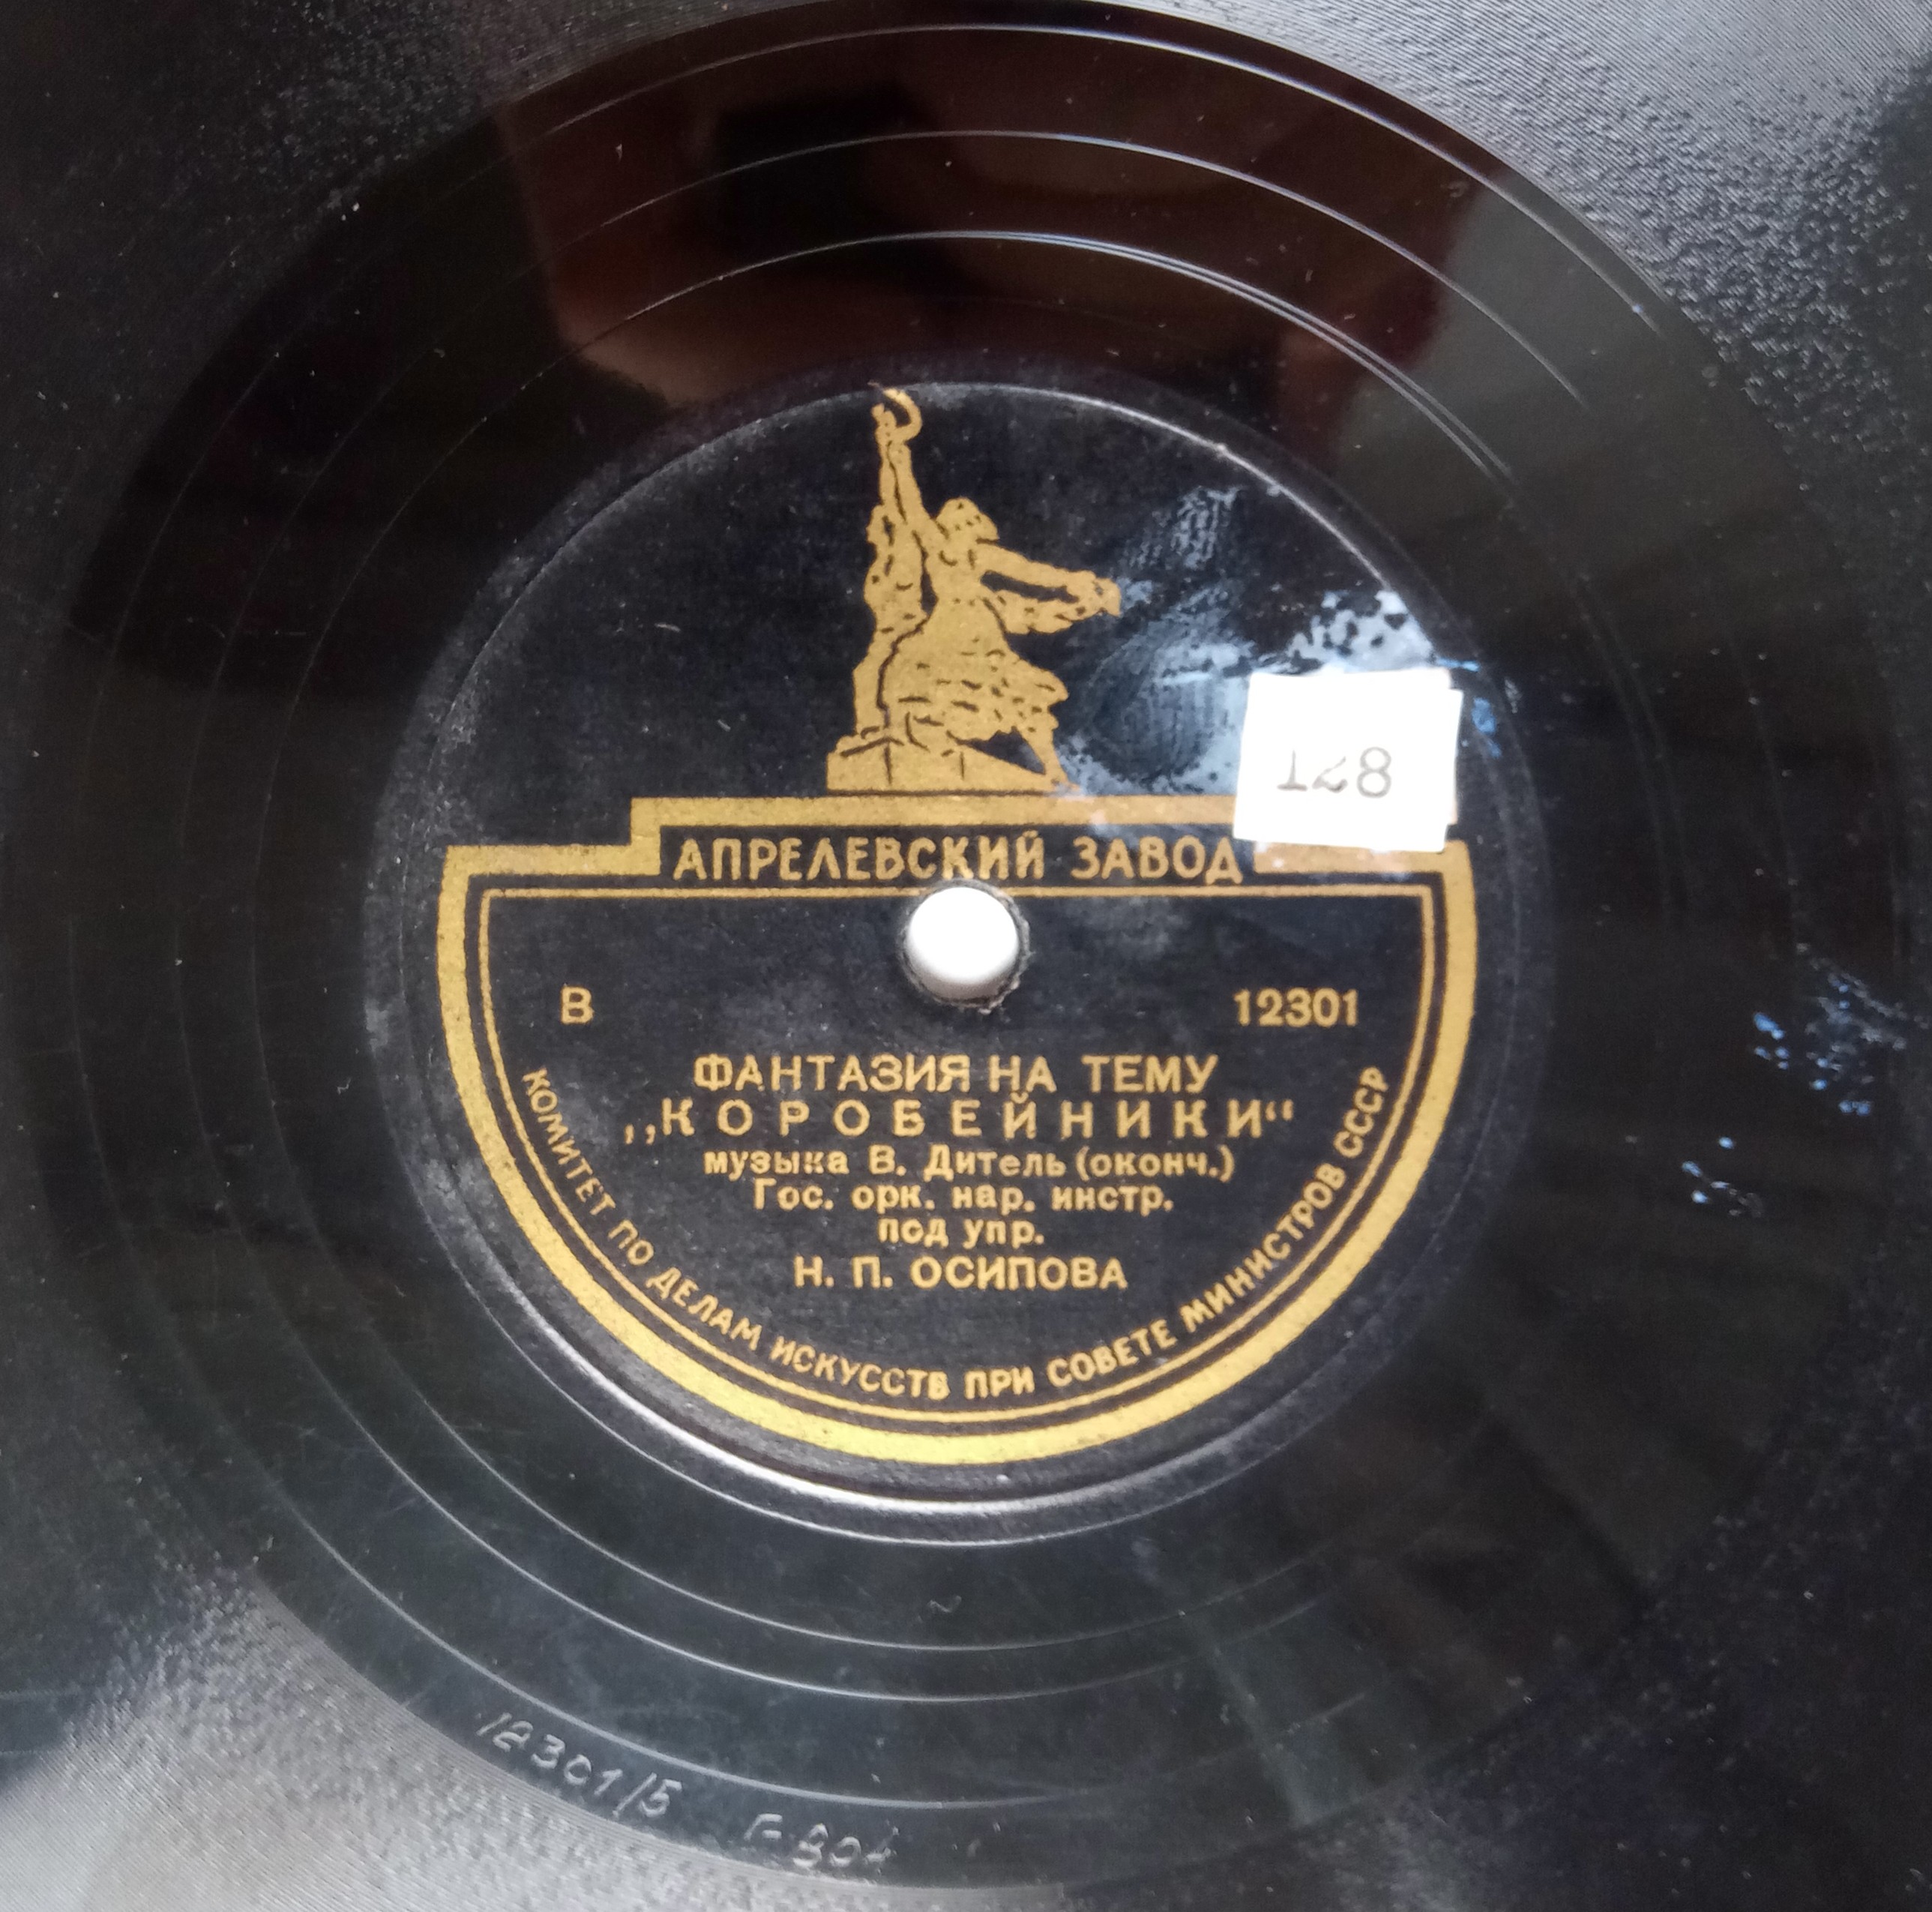 128
АПРЕЛЕВСКИЙ ЗАВОД
В 12301
ФАНТАЗИЯ НА ТЕМУ
„КОРОБЕЙНИКИ“
музыка В. Дитель (оконч.)
Гос. орк. нар. инстр.
под упр.
Н. П. ОСИПОВА
КОМИТЕТ ПО ДЕЛАМ ИСКУССТВ ПРИ СОВЕТЕ МИНИСТРОВ СССР
12301/5